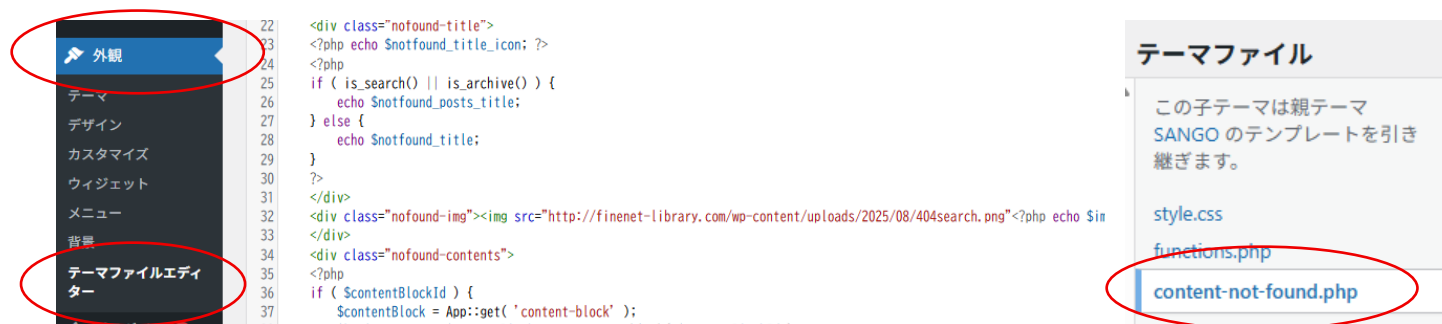 外観
テーマ
デザイン
カスタマイズ
ウィジェット
メニュー
背景
テーマファイルエディ
ター
22 <div class="nofound-title">
23 <?php echo $notfound_title_icon; ?>
24 <?php
25 if ( is_search() || is_archive() ) {
26 echo $notfound_posts_title;
27 } else {
28 echo $notfound_title;
29 }
30 ?>
31 </div>
32 <div class="nofound-img"><img src="http://finenet-library.com/wp-content/uploads/2025/08/404search.png"<?php echo
33 </div>
34 <div class="nofound-contents">
35 <?php
36 if ( $contentBlockId ) {
37 $contentBlock = App::get( 'content-block' );
テーマファイル
この子テーマは親テーマ
SANGO のテンプレートを引き
継ぎます。
style.css
functions.php
content-not-found.php